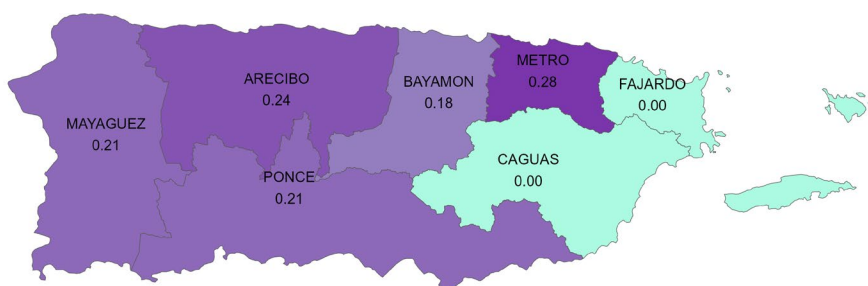 METRO
0.28
ARECIBO
0.24
BAYAMON
0.18
FAJARDO
0.00
MAYAGUEZ
0.21
CAGUAS
0.00
PONCE
0.21